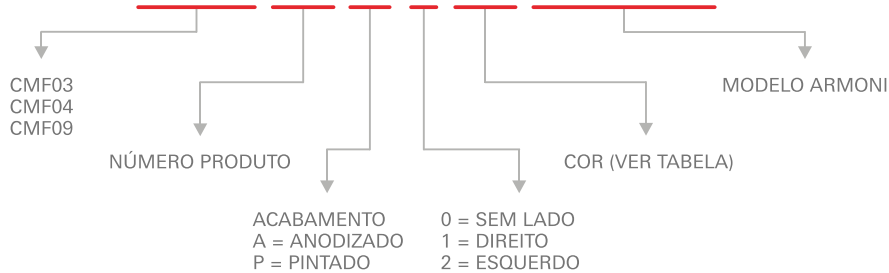 CMF03
CMF04
CMF09
MODELO ARMONI
NÚMERO PRODUTO
COR (VER TABELA)
ACABAMENTO
A = ANODIZADO
P = PINTADO
0 = SEM LADO
1 = DIREITO
2 = ESQUERDO